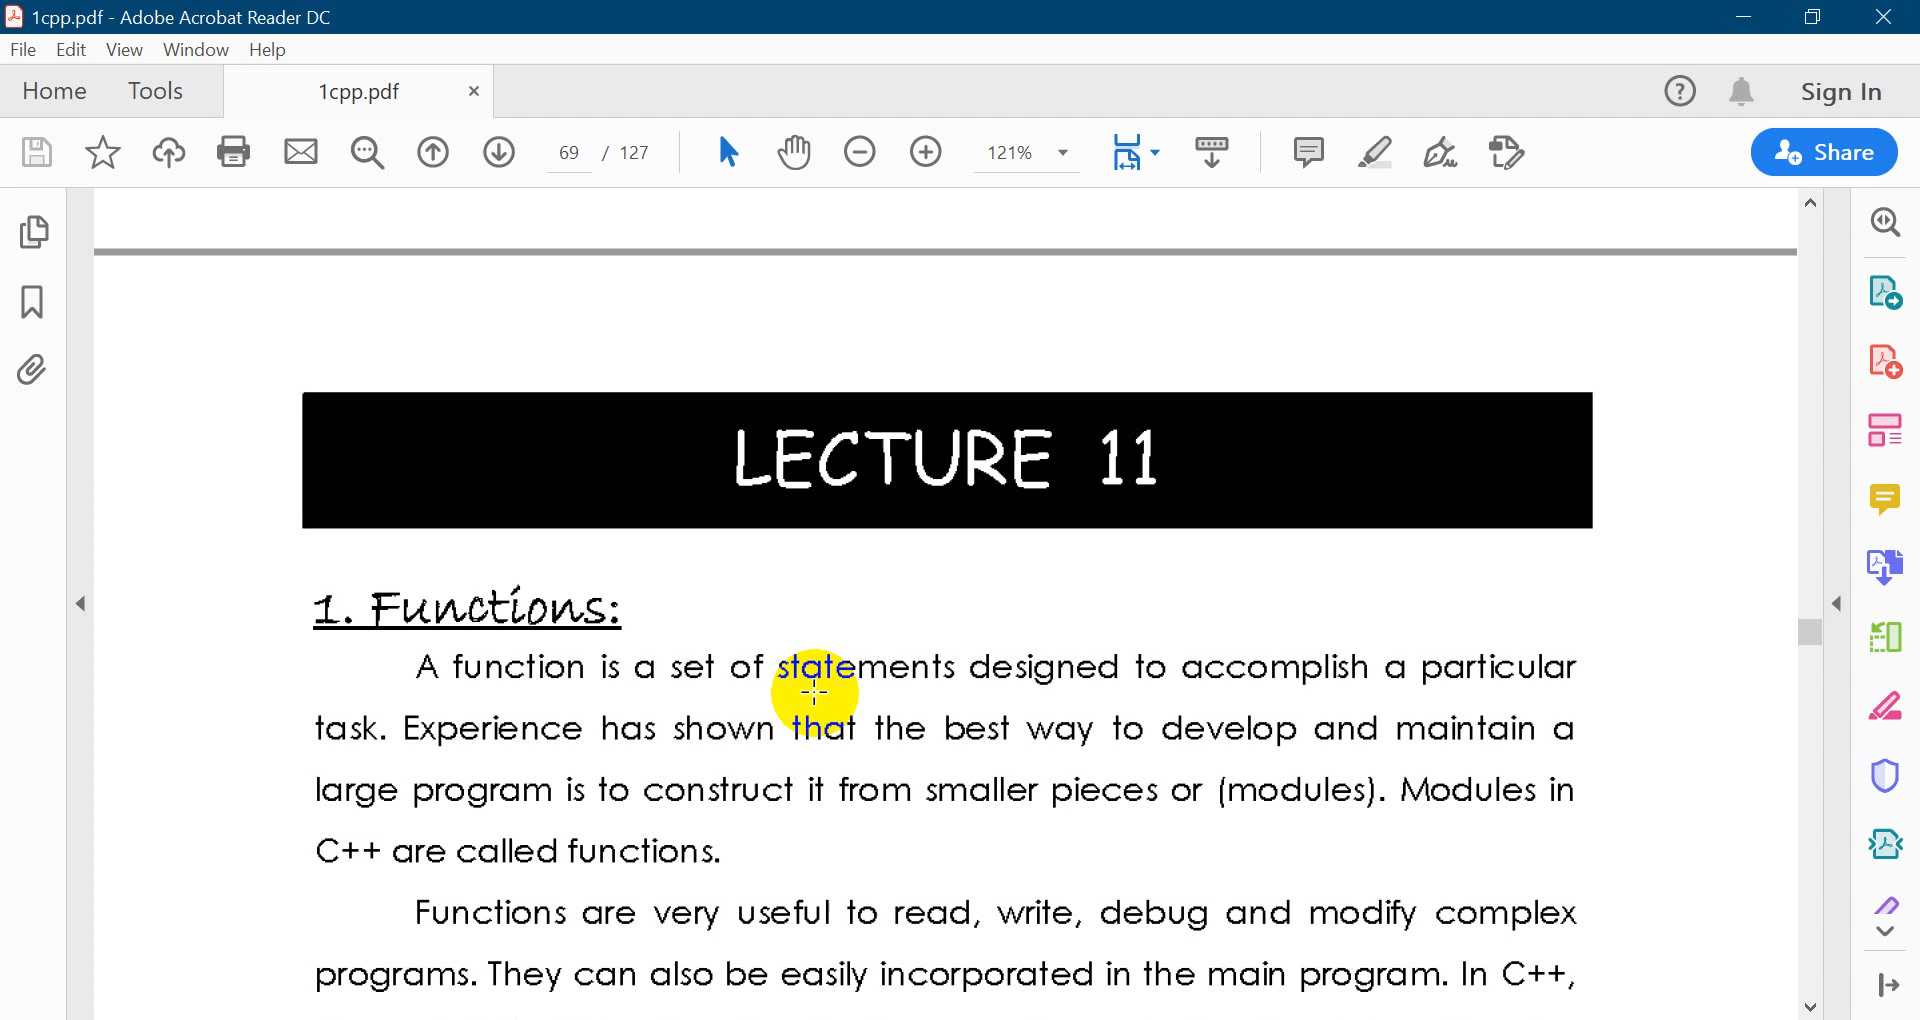 1cpp.pdf - Adobe Acrobat Reader DC
File Edit View Window Help
Home Tools 1cpp.pdf × Sign In
69 / 127 121% Share
LECTURE 11
1. Functions:
A function is a set of statements designed to accomplish a particular
task. Experience has shown that the best way to develop and maintain a
large program is to construct it from smaller pieces or (modules). Modules in
C++ are called functions.
Functions are very useful to read, write, debug and modify complex
programs. They can also be easily incorporated in the main program. In C++,